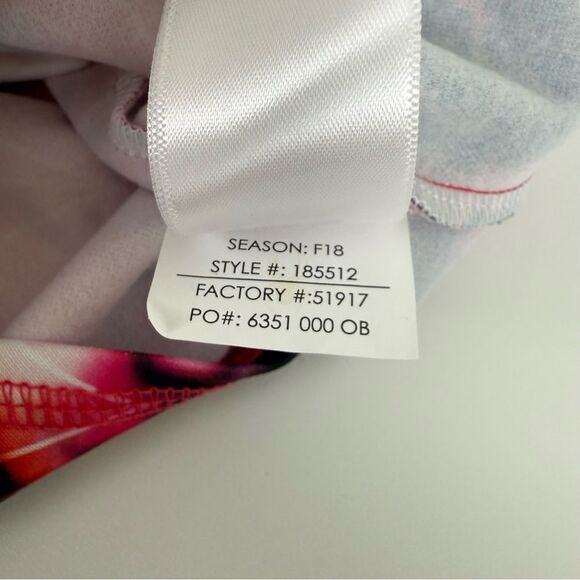 SEASON: F18
STYLE #: 185512
FACTORY #:51917
PO#: 6351 000 OB